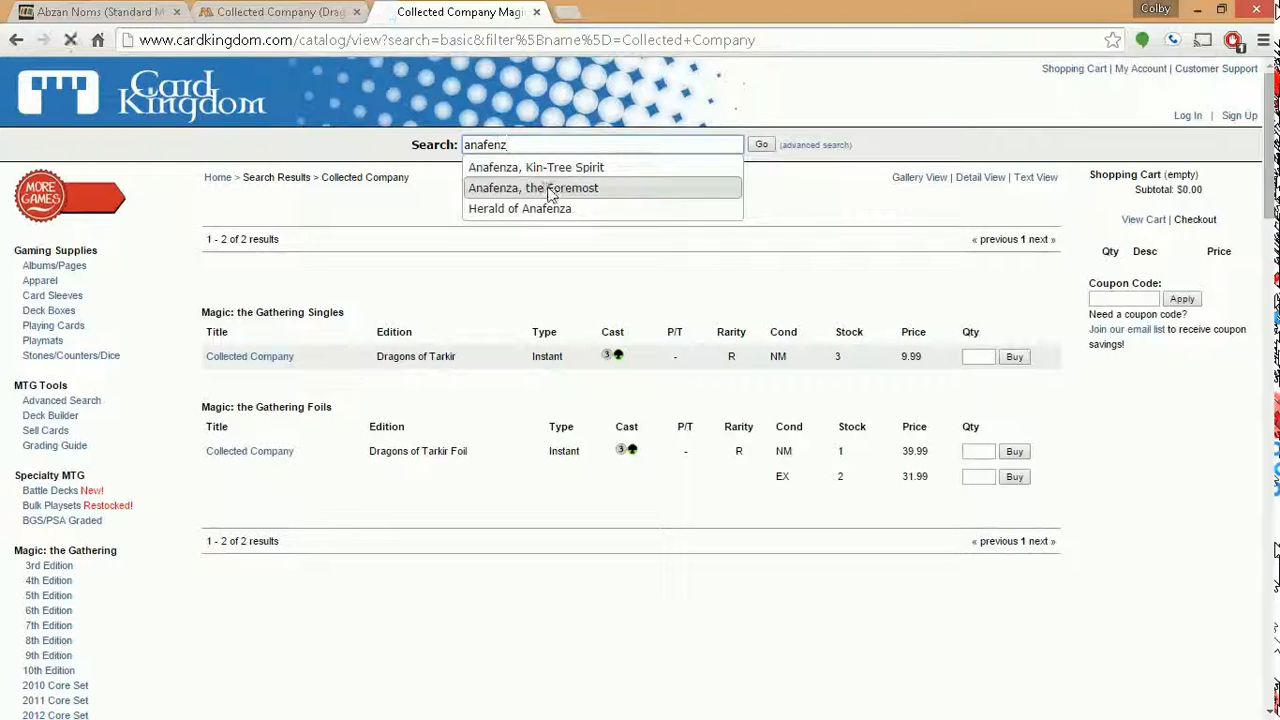 Abzan Noms (Standard M
Collected Company (Drag
Collected Company Magi
Colby
www.cardkingdom.com/catalog/view?search=basic&filter%5Bname%5D=Collected+Company
Card Kingdom
Shopping Cart | My Account | Customer Support
Log In | Sign Up
Search: anafenz Go (advanced search)
Anafenza, Kin-Tree Spirit
Anafenza, the Foremost
Herald of Anafenza
MORE GAMES
Home > Search Results > Collected Company
Gallery View | Detail View | Text View
1 - 2 of 2 results
« previous 1 next »
Magic: the Gathering Singles
Title Edition Type Cast P/T Rarity Cond Stock Price Qty
Collected Company Dragons of Tarkir Instant 3 - R NM 3 9.99 Buy
Magic: the Gathering Foils
Title Edition Type Cast P/T Rarity Cond Stock Price Qty
Collected Company Dragons of Tarkir Foil Instant 3 - R NM 1 39.99 Buy
EX 2 31.99 Buy
1 - 2 of 2 results
« previous 1 next »
Shopping Cart (empty)
Subtotal: $0.00
View Cart | Checkout
Qty Desc Price
Coupon Code:
Apply
Need a coupon code?
Join our email list to receive coupon
savings!
Gaming Supplies
Albums/Pages
Apparel
Card Sleeves
Deck Boxes
Playing Cards
Playmats
Stones/Counters/Dice
MTG Tools
Advanced Search
Deck Builder
Sell Cards
Grading Guide
Specialty MTG
Battle Decks New!
Bulk Playsets Restocked!
BGS/PSA Graded
Magic: the Gathering
3rd Edition
4th Edition
5th Edition
6th Edition
7th Edition
8th Edition
9th Edition
10th Edition
2010 Core Set
2011 Core Set
2012 Core Set